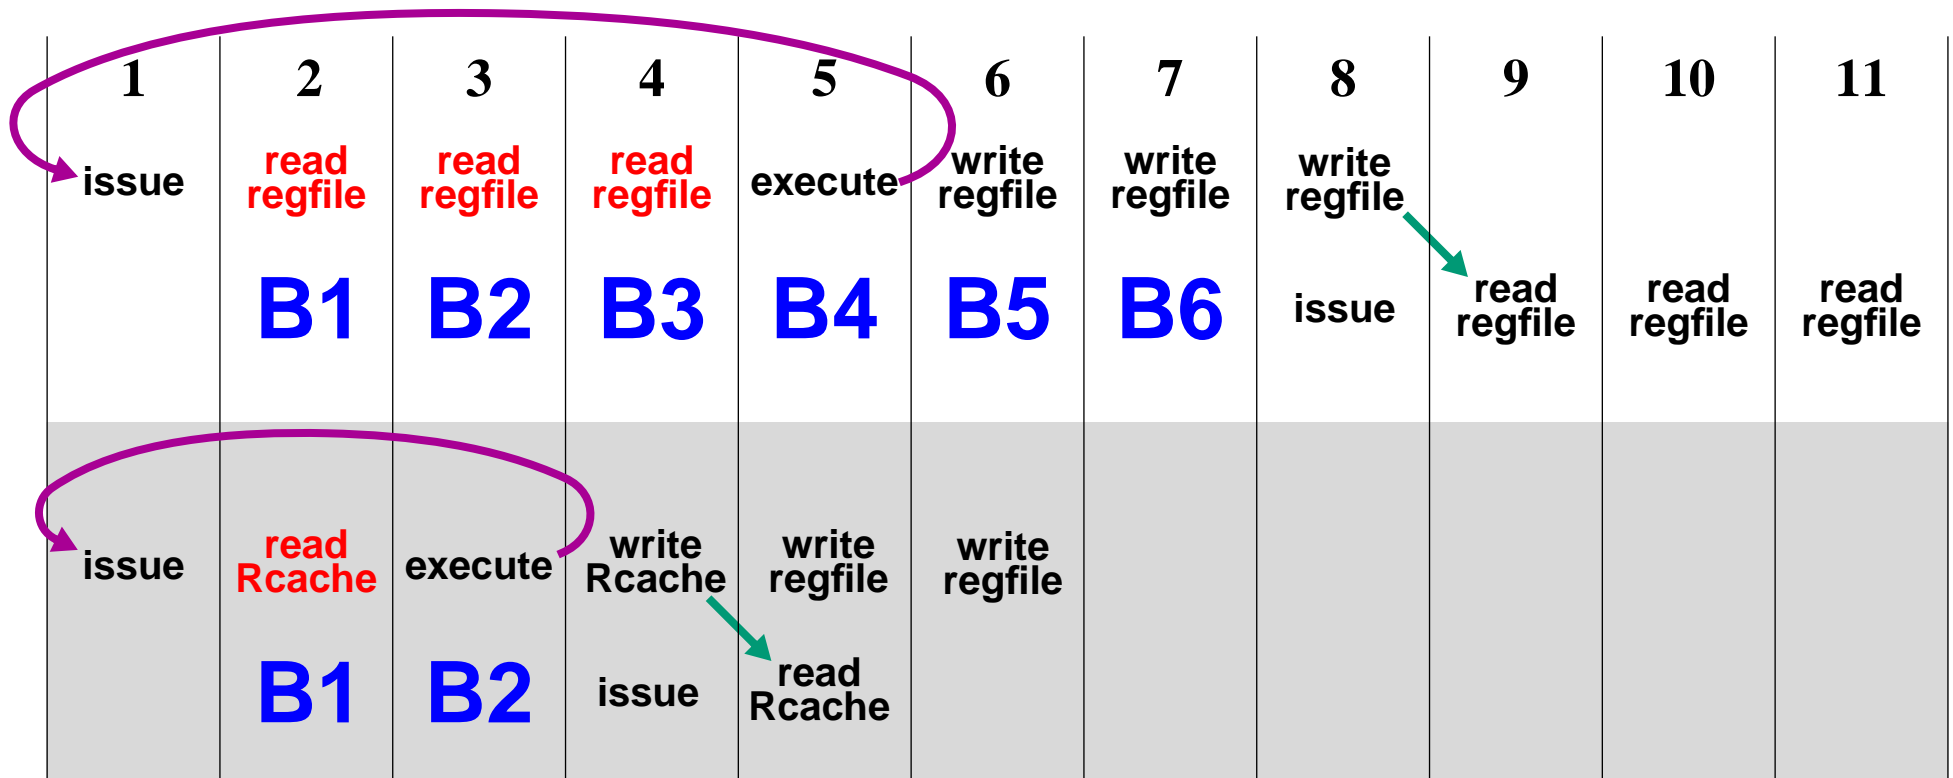 1 2 3 4 5 6 7 8 9 10 11
issue read regfile read regfile read regfile execute write regfile write regfile write regfile
B1 B2 B3 B4 B5 B6 issue read regfile read regfile read regfile
issue read Rcache execute write Rcache write regfile write regfile
B1 B2 issue read Rcache